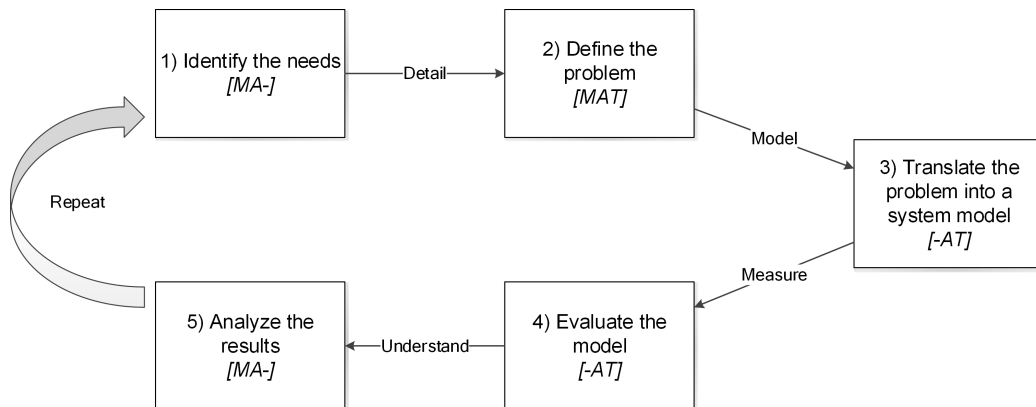 1) Identify the needs
[MA-]
Detail
2) Define the
problem
[MAT]
Model
3) Translate the
problem into a
system model
[-AT]
Measure
4) Evaluate the
model
[-AT]
Understand
5) Analyze the
results
[MA-]
Repeat